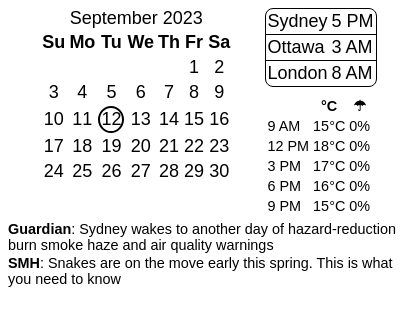 September 2023
Su Mo Tu We Th Fr Sa
1 2
3 4 5 6 7 8 9
10 11 12 13 14 15 16
17 18 19 20 21 22 23
24 25 26 27 28 29 30
Sydney 5 PM
Ottawa 3 AM
London 8 AM
°C ☂
9 AM 15°C 0%
12 PM 18°C 0%
3 PM 17°C 0%
6 PM 16°C 0%
9 PM 15°C 0%
Guardian: Sydney wakes to another day of hazard-reduction
burn smoke haze and air quality warnings
SMH: Snakes are on the move early this spring. This is what
you need to know